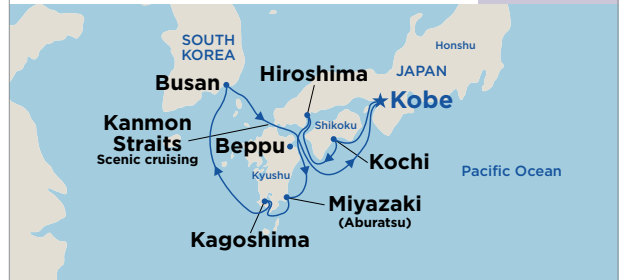 SOUTH
KOREA
Honshu
Hiroshima
JAPAN
Busan
★Kobe
Kanmon
Straits
Scenic cruising
Shikoku
Beppu
Kochi
Kyushu
Pacific Ocean
Miyazaki
(Aburatsu)
Kagoshima